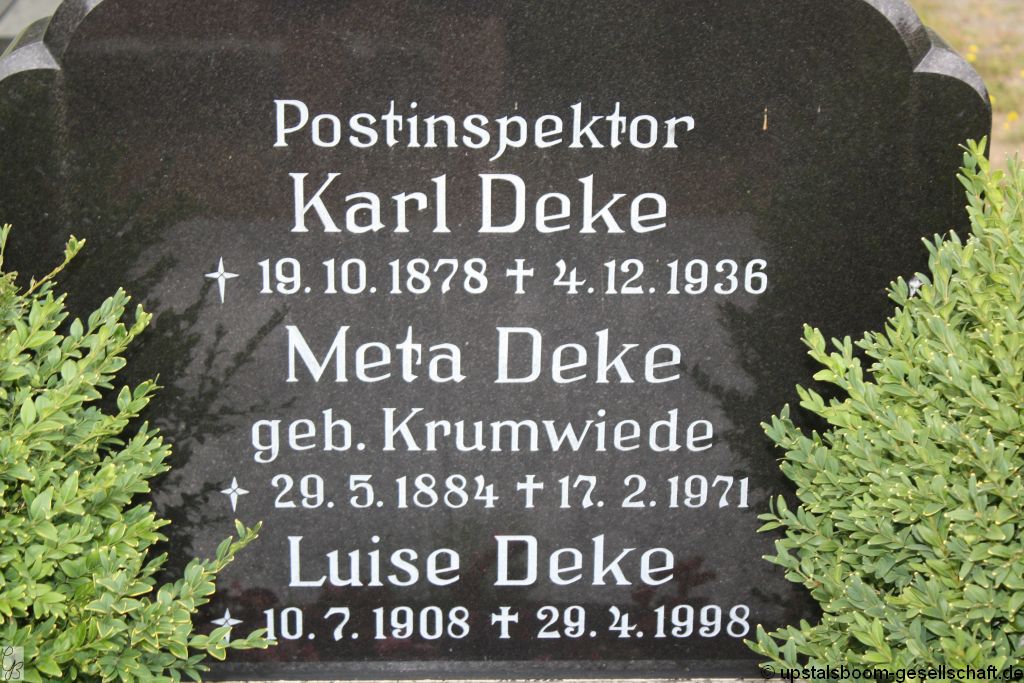 Postinspektor
Karl Deke
✧ 19. 10. 1878 ✝ 4. 12. 1936
Meta Deke
geb. Krumwiede
✧ 29. 5. 1884 ✝ 17. 2. 1971
Luise Deke
✧ 10. 7. 1908 ✝ 29. 4. 1998
© upstalsboom-gesellschaft.de